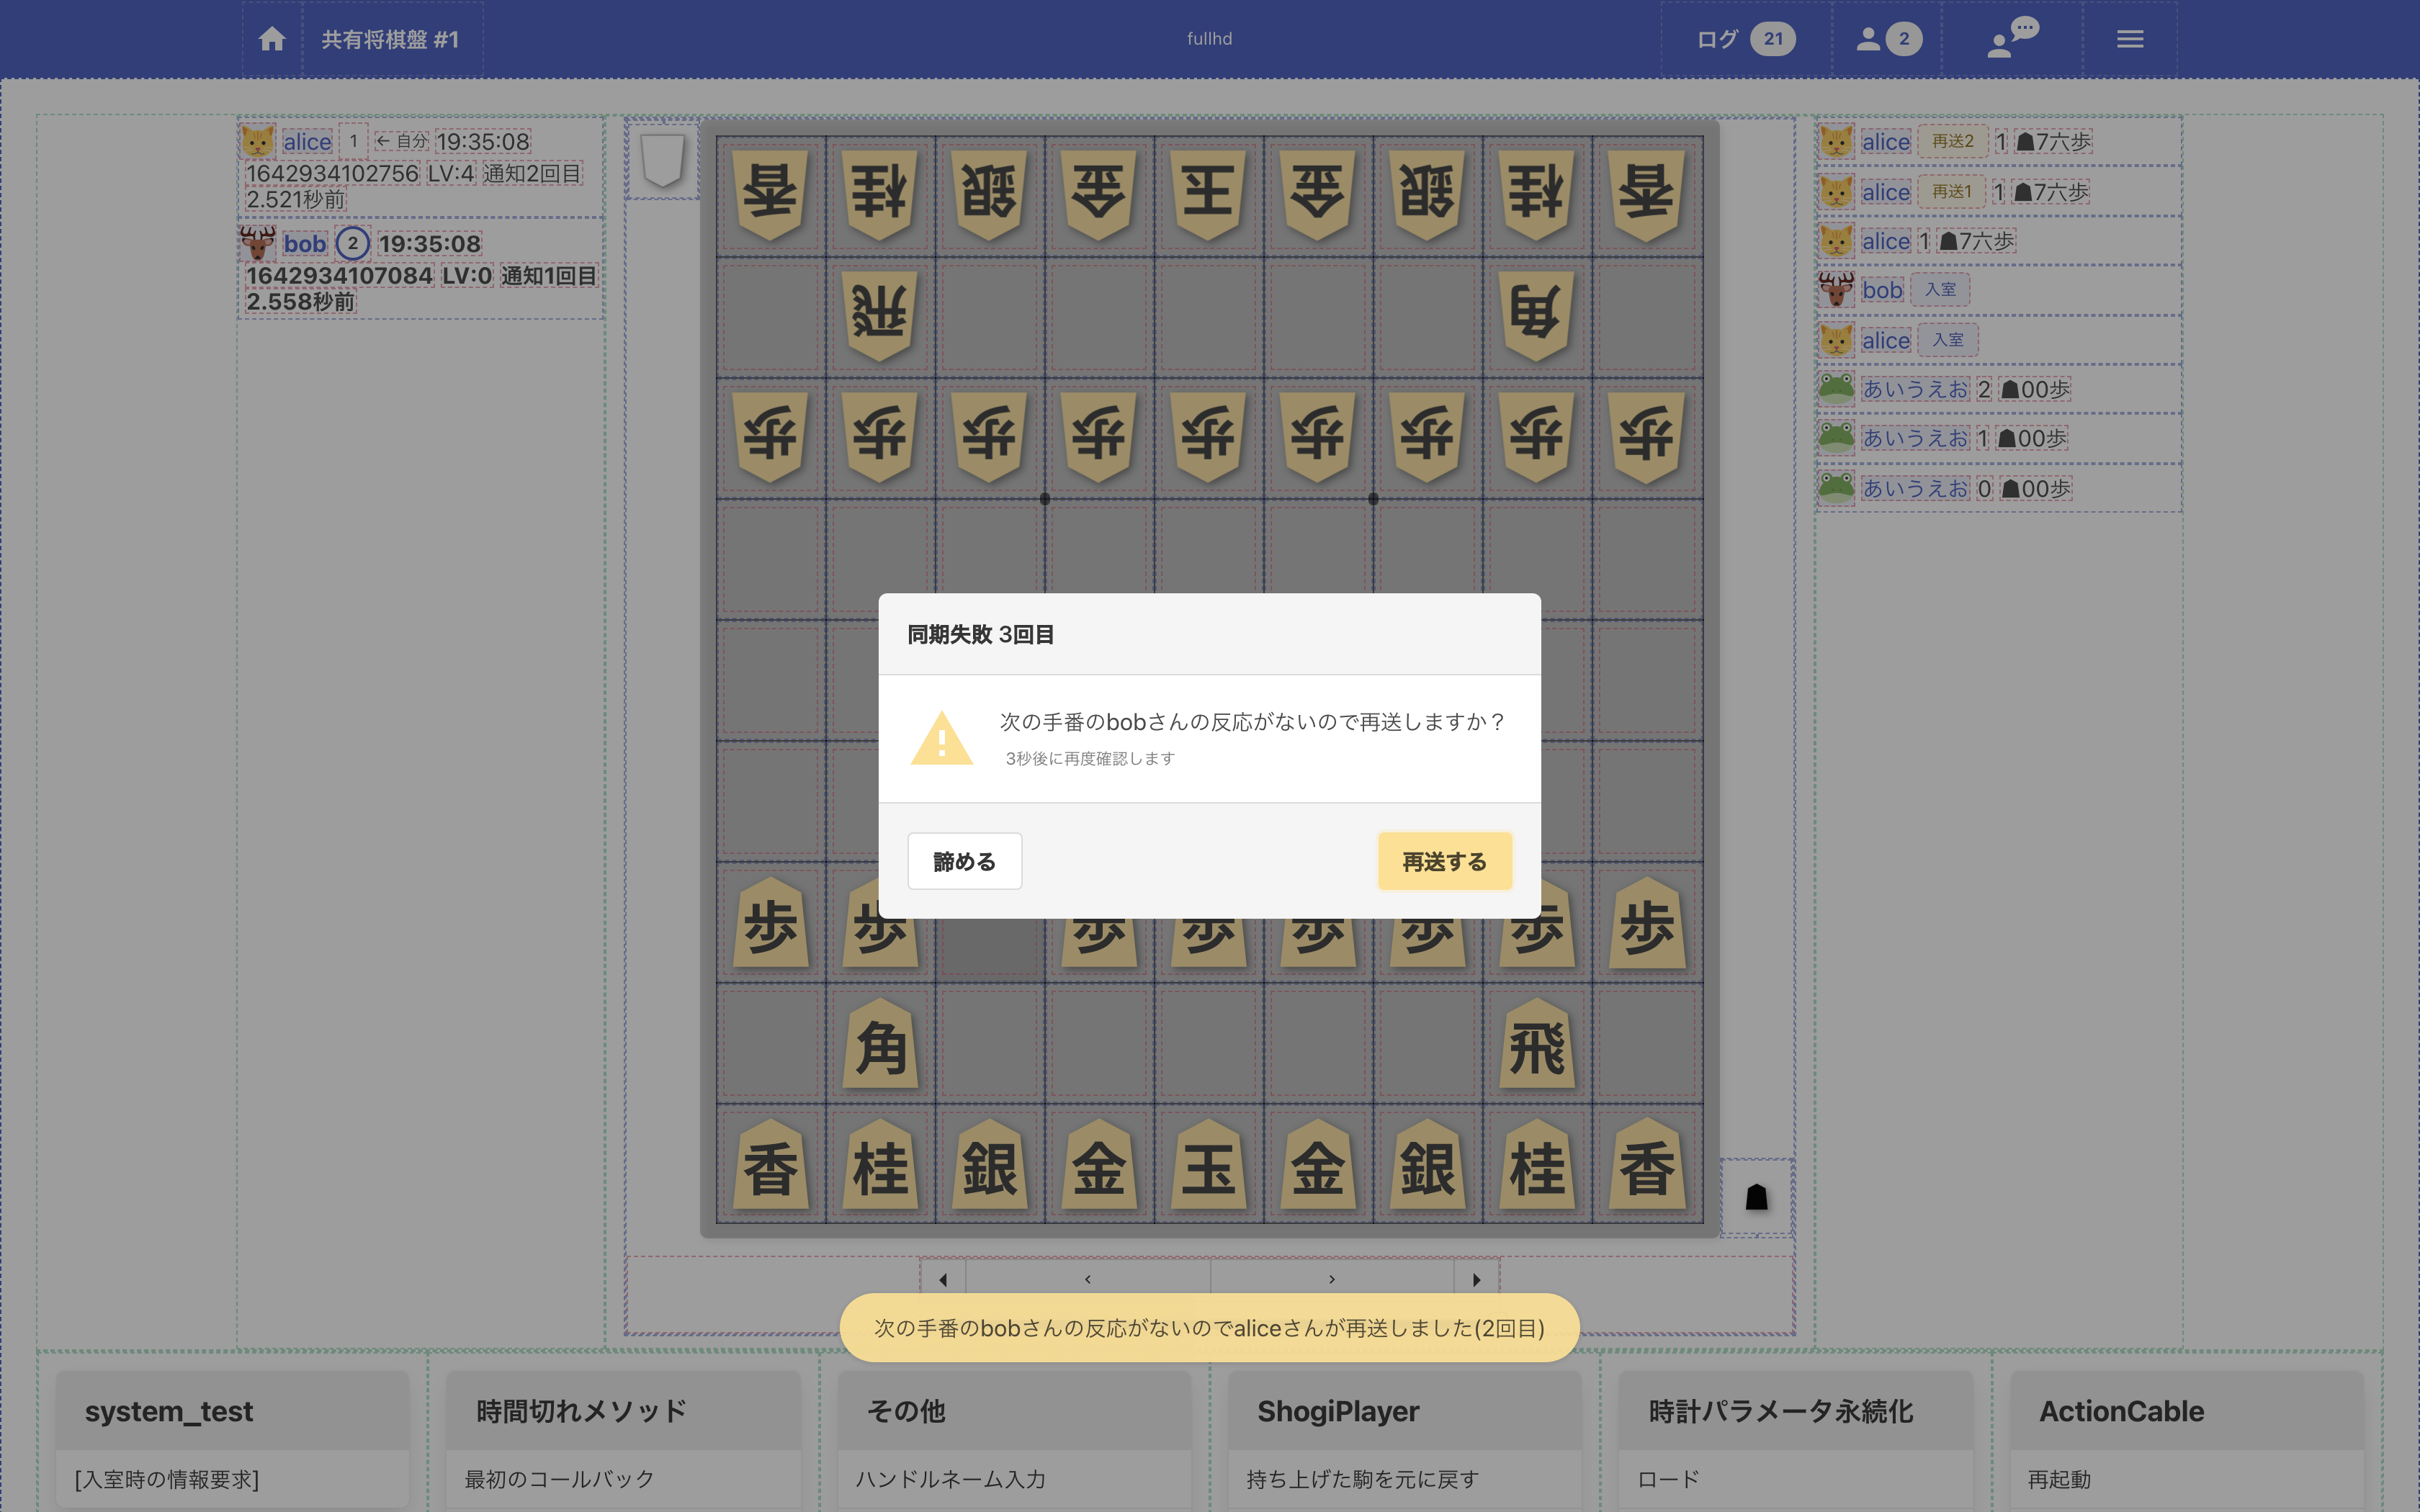 共有将棋盤 #1
fullhd
ログ 21
2
alice 1 ← 自分 19:35:08
1642934102756 LV:4 通知2回目
2.521秒前
bob 2 19:35:08
1642934107084 LV:0 通知1回目
2.558秒前
香 桂 銀 金 玉 金 銀 桂 香
飛 角
歩 歩 歩 歩 歩 歩 歩 歩 歩
同期失敗 3回目
次の手番のbobさんの反応がないので再送しますか？
3秒後に再度確認します
諦める 再送する
歩 歩 歩 歩 歩 歩 歩 歩
角 飛
香 桂 銀 金 玉 金 銀 桂 香
次の手番のbobさんの反応がないのでaliceさんが再送しました(2回目)
alice 再送2 1 ☗7六歩
alice 再送1 1 ☗7六歩
alice 1 ☗7六歩
bob 入室
alice 入室
あいうえお 2 ☗00歩
あいうえお 1 ☗00歩
あいうえお 0 ☗00歩
system_test
[入室時の情報要求]
時間切れメソッド
最初のコールバック
その他
ハンドルネーム入力
ShogiPlayer
持ち上げた駒を元に戻す
時計パラメータ永続化
ロード
ActionCable
再起動